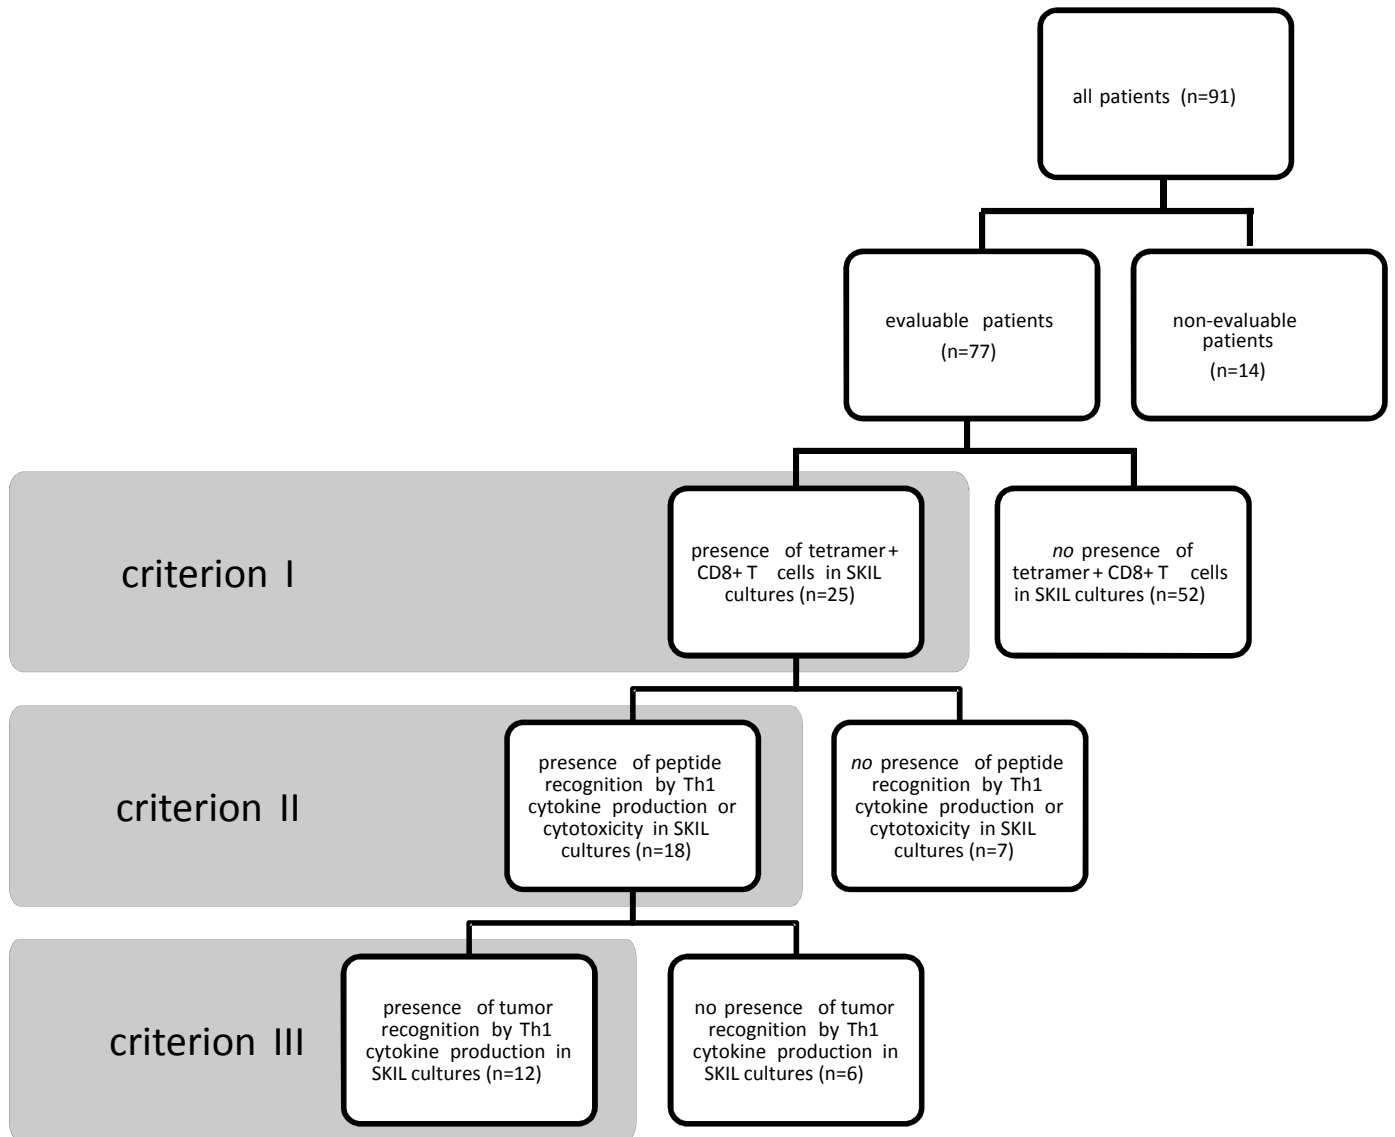 all patients (n=91)
evaluable patients
(n=77)
non-evaluable
patients
(n=14)
criterion I
presence of tetramer+
CD8+ T cells in SKIL
cultures (n=25)
no presence of
tetramer+ CD8+ T cells
in SKIL cultures (n=52)
criterion II
presence of peptide
recognition by Th1
cytokine production or
cytotoxicity in SKIL
cultures (n=18)
no presence of peptide
recognition by Th1
cytokine production or
cytotoxicity in SKIL
cultures (n=7)
criterion III
presence of tumor
recognition by Th1
cytokine production in
SKIL cultures (n=12)
no presence of tumor
recognition by Th1
cytokine production in
SKIL cultures (n=6)